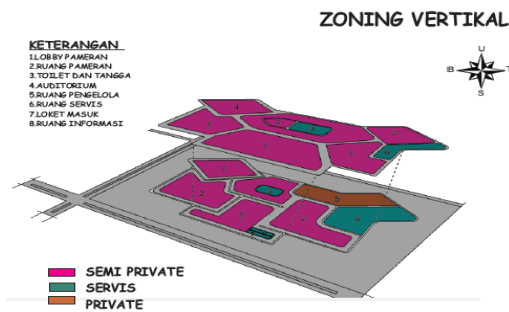 ZONING VERTIKAL
KETERANGAN
1.LOBBY PAMERAN
2.RUANG PAMERAN
3.TOILET DAN TANGGA
4.AUDITORIUM
5.RUANG PENGELOLA
6.RUANG SERVIS
7.LOKET MASUK
8.RUANG INFORMASI
U
B T
S
SEMI PRIVATE
SERVIS
PRIVATE